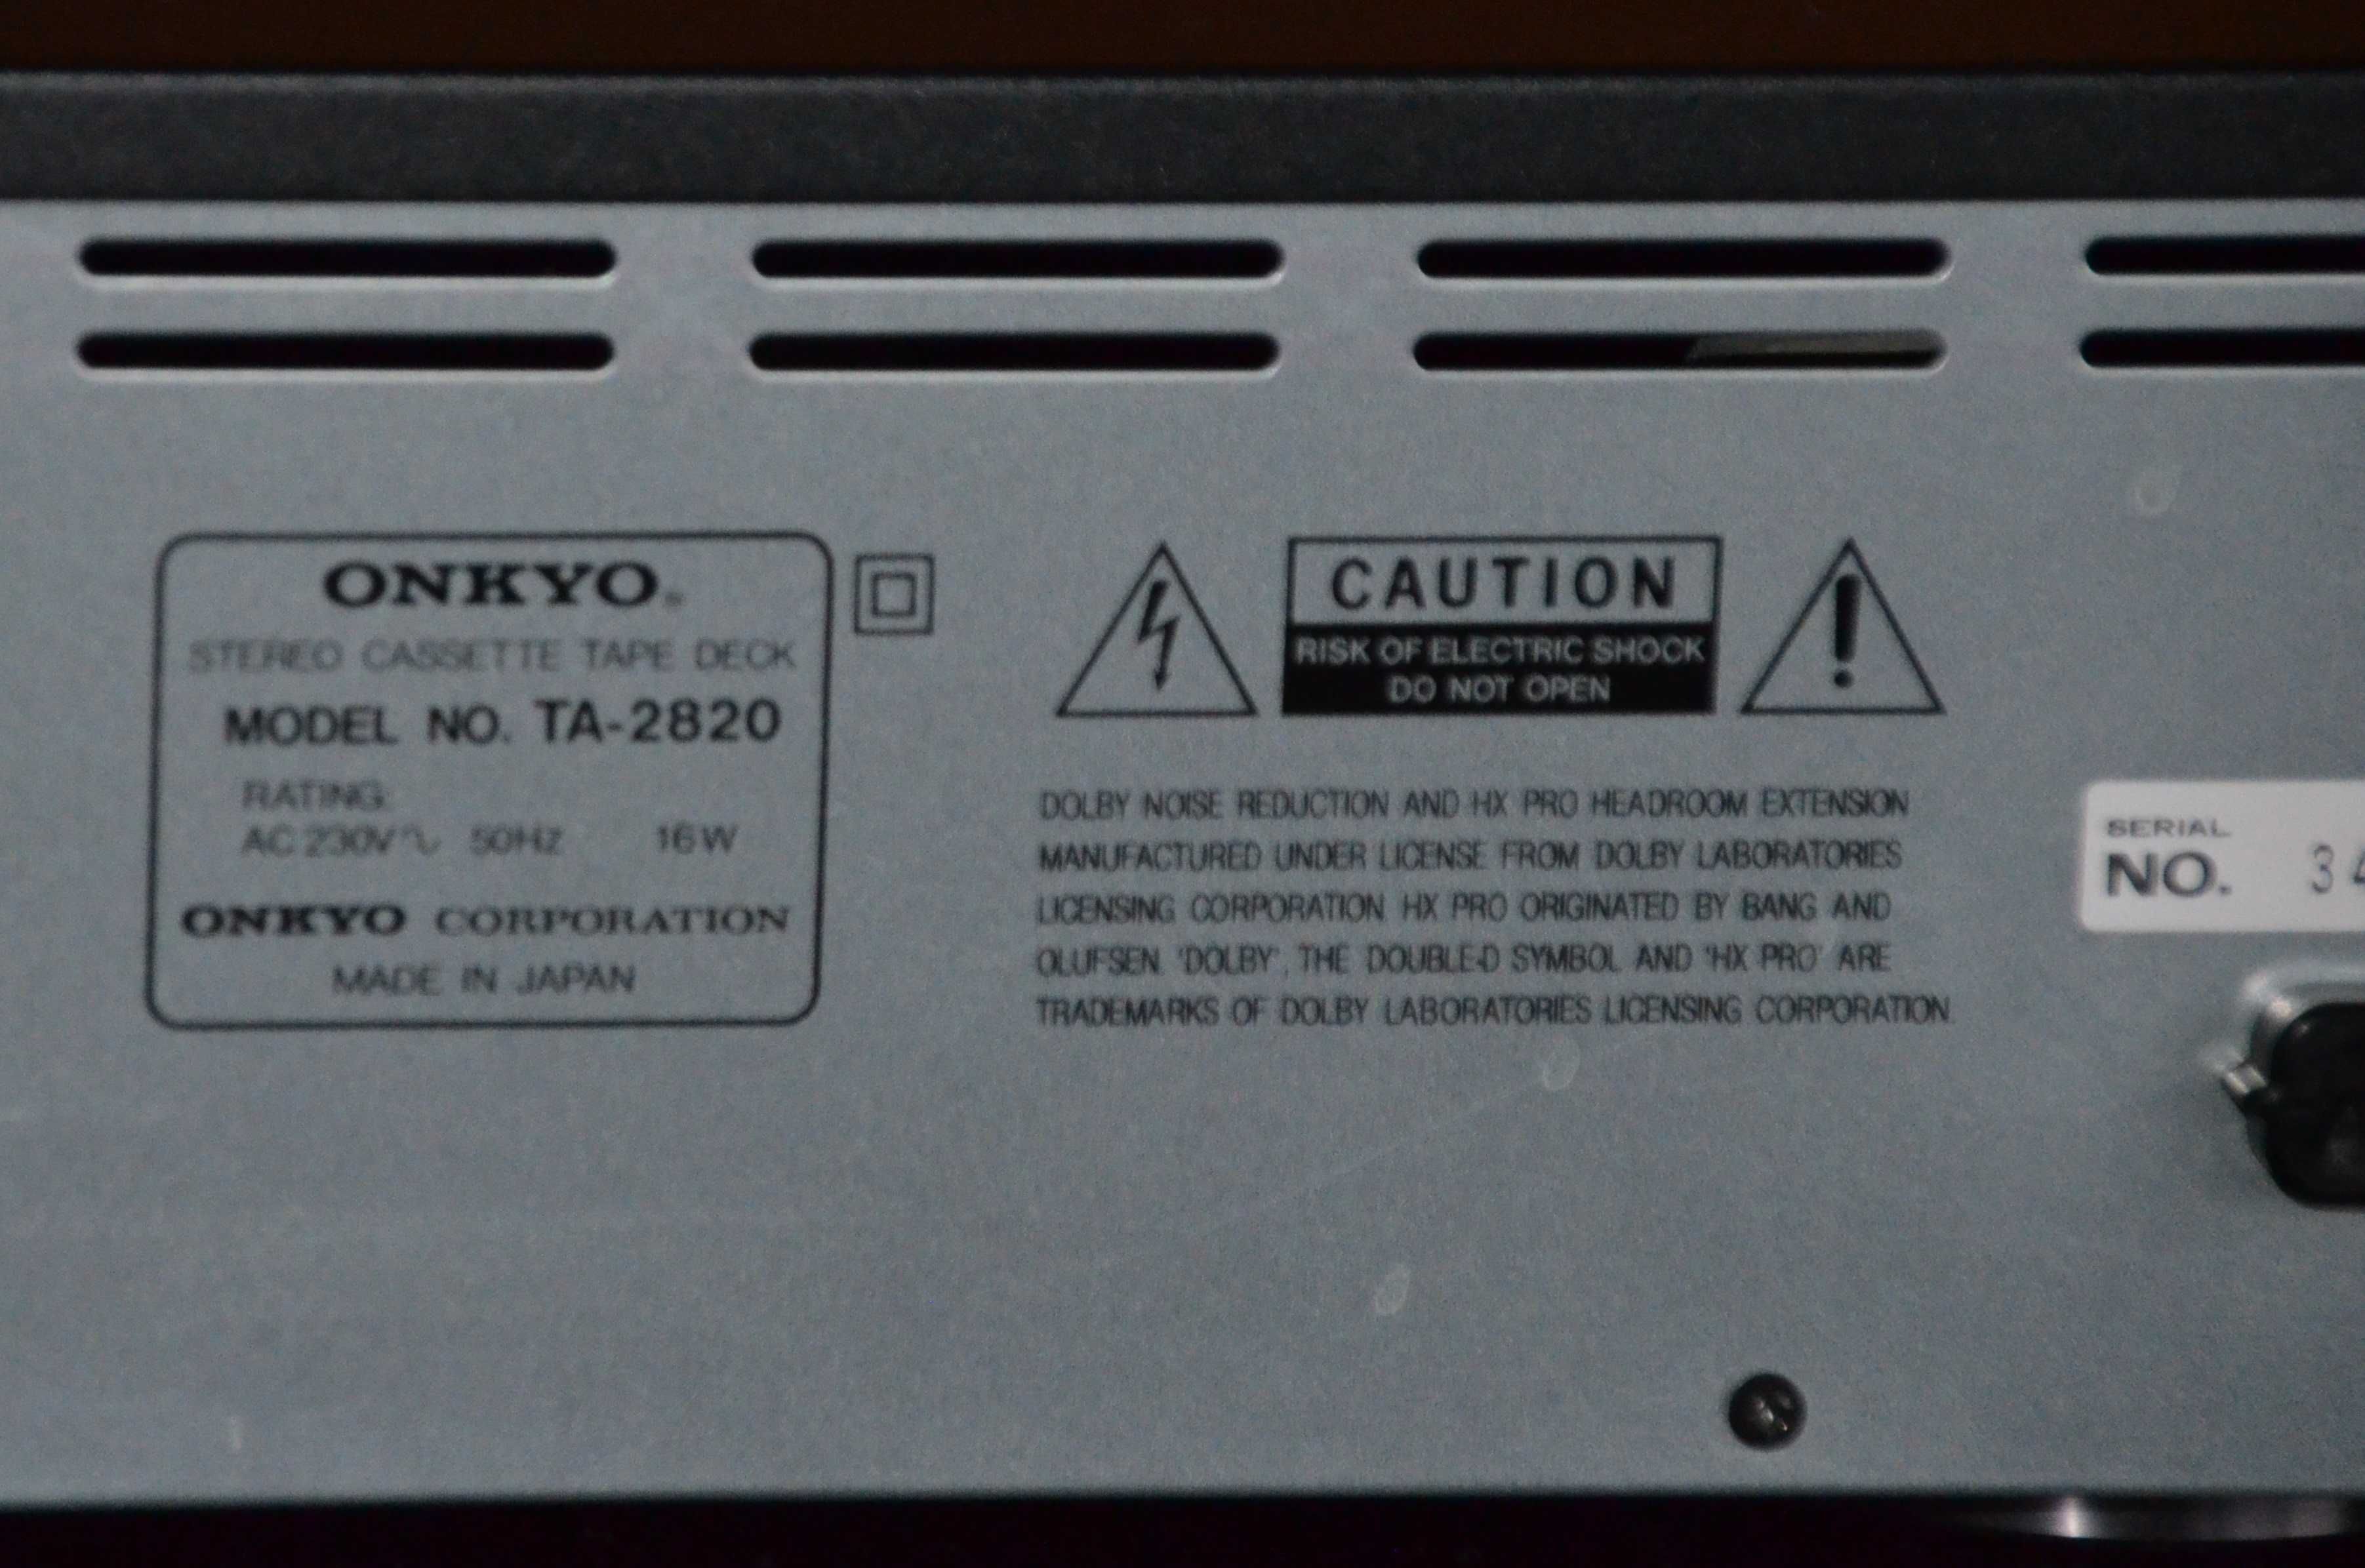 ONKYO®
STEREO CASSETTE TAPE DECK
MODEL NO. TA-2820
RATING:
AC 230V∿ 50Hz 16W
ONKYO CORPORATION
MADE IN JAPAN
CAUTION
RISK OF ELECTRIC SHOCK
DO NOT OPEN
DOLBY NOISE REDUCTION AND HX PRO HEADROOM EXTENSION
MANUFACTURED UNDER LICENSE FROM DOLBY LABORATORIES
LICENSING CORPORATION. HX PRO ORIGINATED BY BANG AND
OLUFSEN. 'DOLBY', THE DOUBLE-D SYMBOL AND 'HX PRO' ARE
TRADEMARKS OF DOLBY LABORATORIES LICENSING CORPORATION.
SERIAL
NO. 34